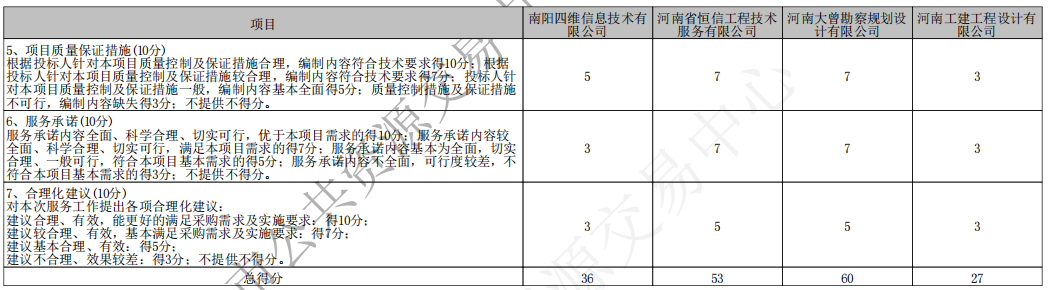 项目
南阳四维信息技术有限公司
河南省恒信工程技术服务有限公司
河南大曾勘察规划设计有限公司
河南工建工程设计有限公司
5、项目质量保证措施(10分)
根据投标人针对本项目质量控制及保证措施合理,编制内容符合技术要求得10分;根据
投标人针对本项目质量控制及保证措施较合理,编制内容符合技术要求得7分;投标人针
对本项目质量控制及保证措施一般,编制内容基本全面得5分;质量控制措施及保证措施
不可行,编制内容缺失得3分;不提供不得分。
5
7
7
3
6、服务承诺(10分)
服务承诺内容全面、科学合理、切实可行,优于本项目需求的得10分;服务承诺内容较
全面、科学合理、切实可行,满足本项目需求的得7分;服务承诺内容基本为全面,切实
合理、一般可行,符合本项目基本需求的得5分;服务承诺内容不全面,可行度较差,不
符合本项目基本需求的得3分;不提供不得分。
3
7
7
3
7、合理化建议(10分)
对本次服务工作提出各项合理化建议:
建议合理、有效,能更好的满足采购需求及实施要求:得10分;
建议较合理、有效,基本满足采购需求及实施要求:得7分;
建议基本合理、有效:得5分;
建议不合理、效果较差:得3分;不提供不得分。
3
5
5
3
总得分
36
53
60
27
市公共资源交易中
源交易中心